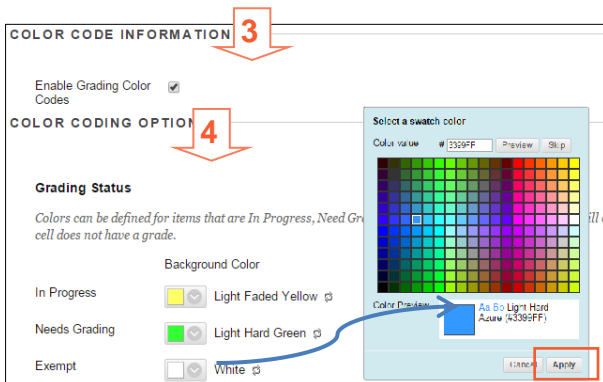 3
COLOR CODE INFORMATION
Enable Grading Color
Codes
COLOR CODING OPTION
4
Grading Status
Colors can be defined for items that are In Progress, Need Gr
cell does not have a grade.
Background Color
In Progress
Light Faded Yellow
Needs Grading
Light Hard Green
Exempt
White
Select a swatch color
Color value # 3399FF Preview Skip
Color Preview
Aa Bb Light Hard
Azure (#3399FF)
Cancel Apply